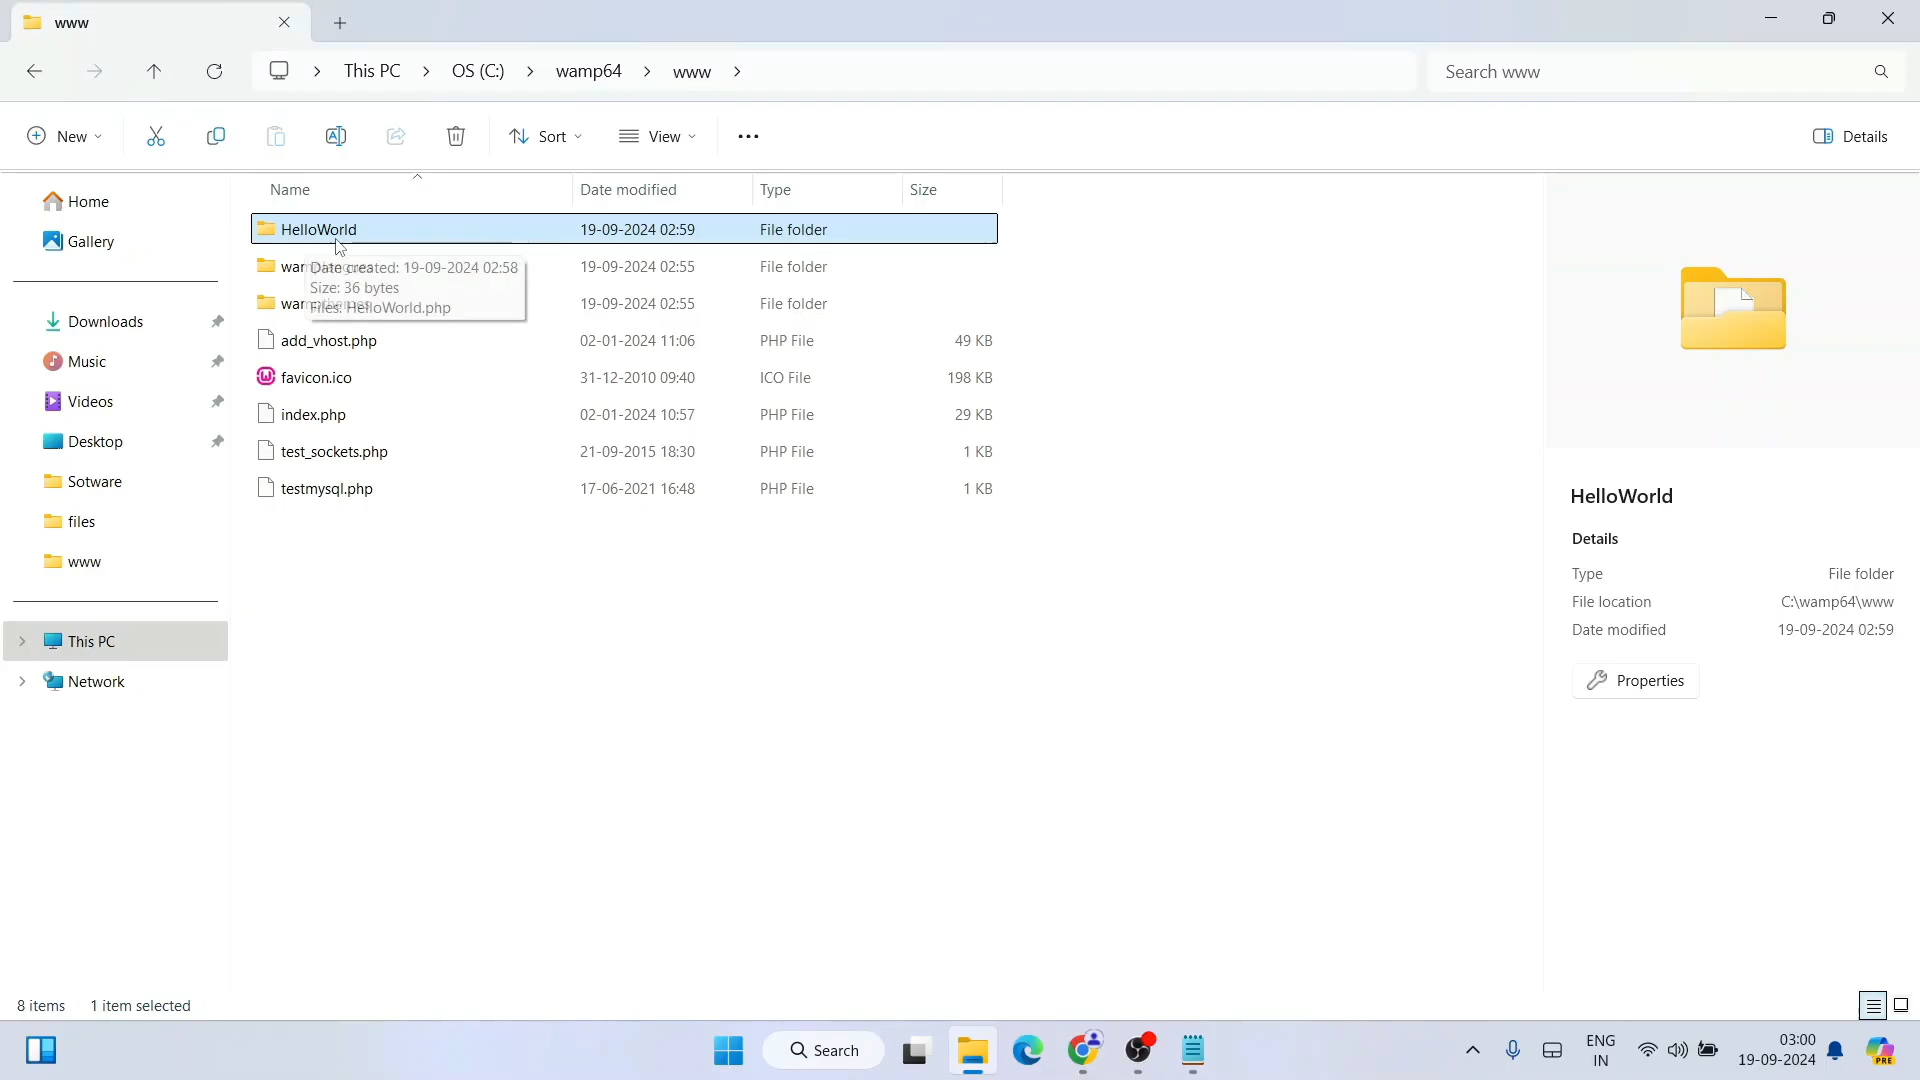 www
This PC
OS (C:)
wamp64
www
Search www
New
Sort
View
Details
Home
Gallery
Downloads
Music
Videos
Desktop
Sotware
files
www
This PC
Network
Name Date modified Type Size
HelloWorld 19-09-2024 02:59 File folder
19-09-2024 02:55 File folder
19-09-2024 02:55 File folder
Date created: 19-09-2024 02:58
Size: 36 bytes
Files: HelloWorld.php
add_vhost.php 02-01-2024 11:06 PHP File 49 KB
favicon.ico 31-12-2010 09:40 ICO File 198 KB
index.php 02-01-2024 10:57 PHP File 29 KB
test_sockets.php 21-09-2015 18:30 PHP File 1 KB
testmysql.php 17-06-2021 16:48 PHP File 1 KB
HelloWorld
Details
Type File folder
File location C:\wamp64\www
Date modified 19-09-2024 02:59
Properties
8 items 1 item selected
Search
ENG
IN
03:00
19-09-2024
PRE